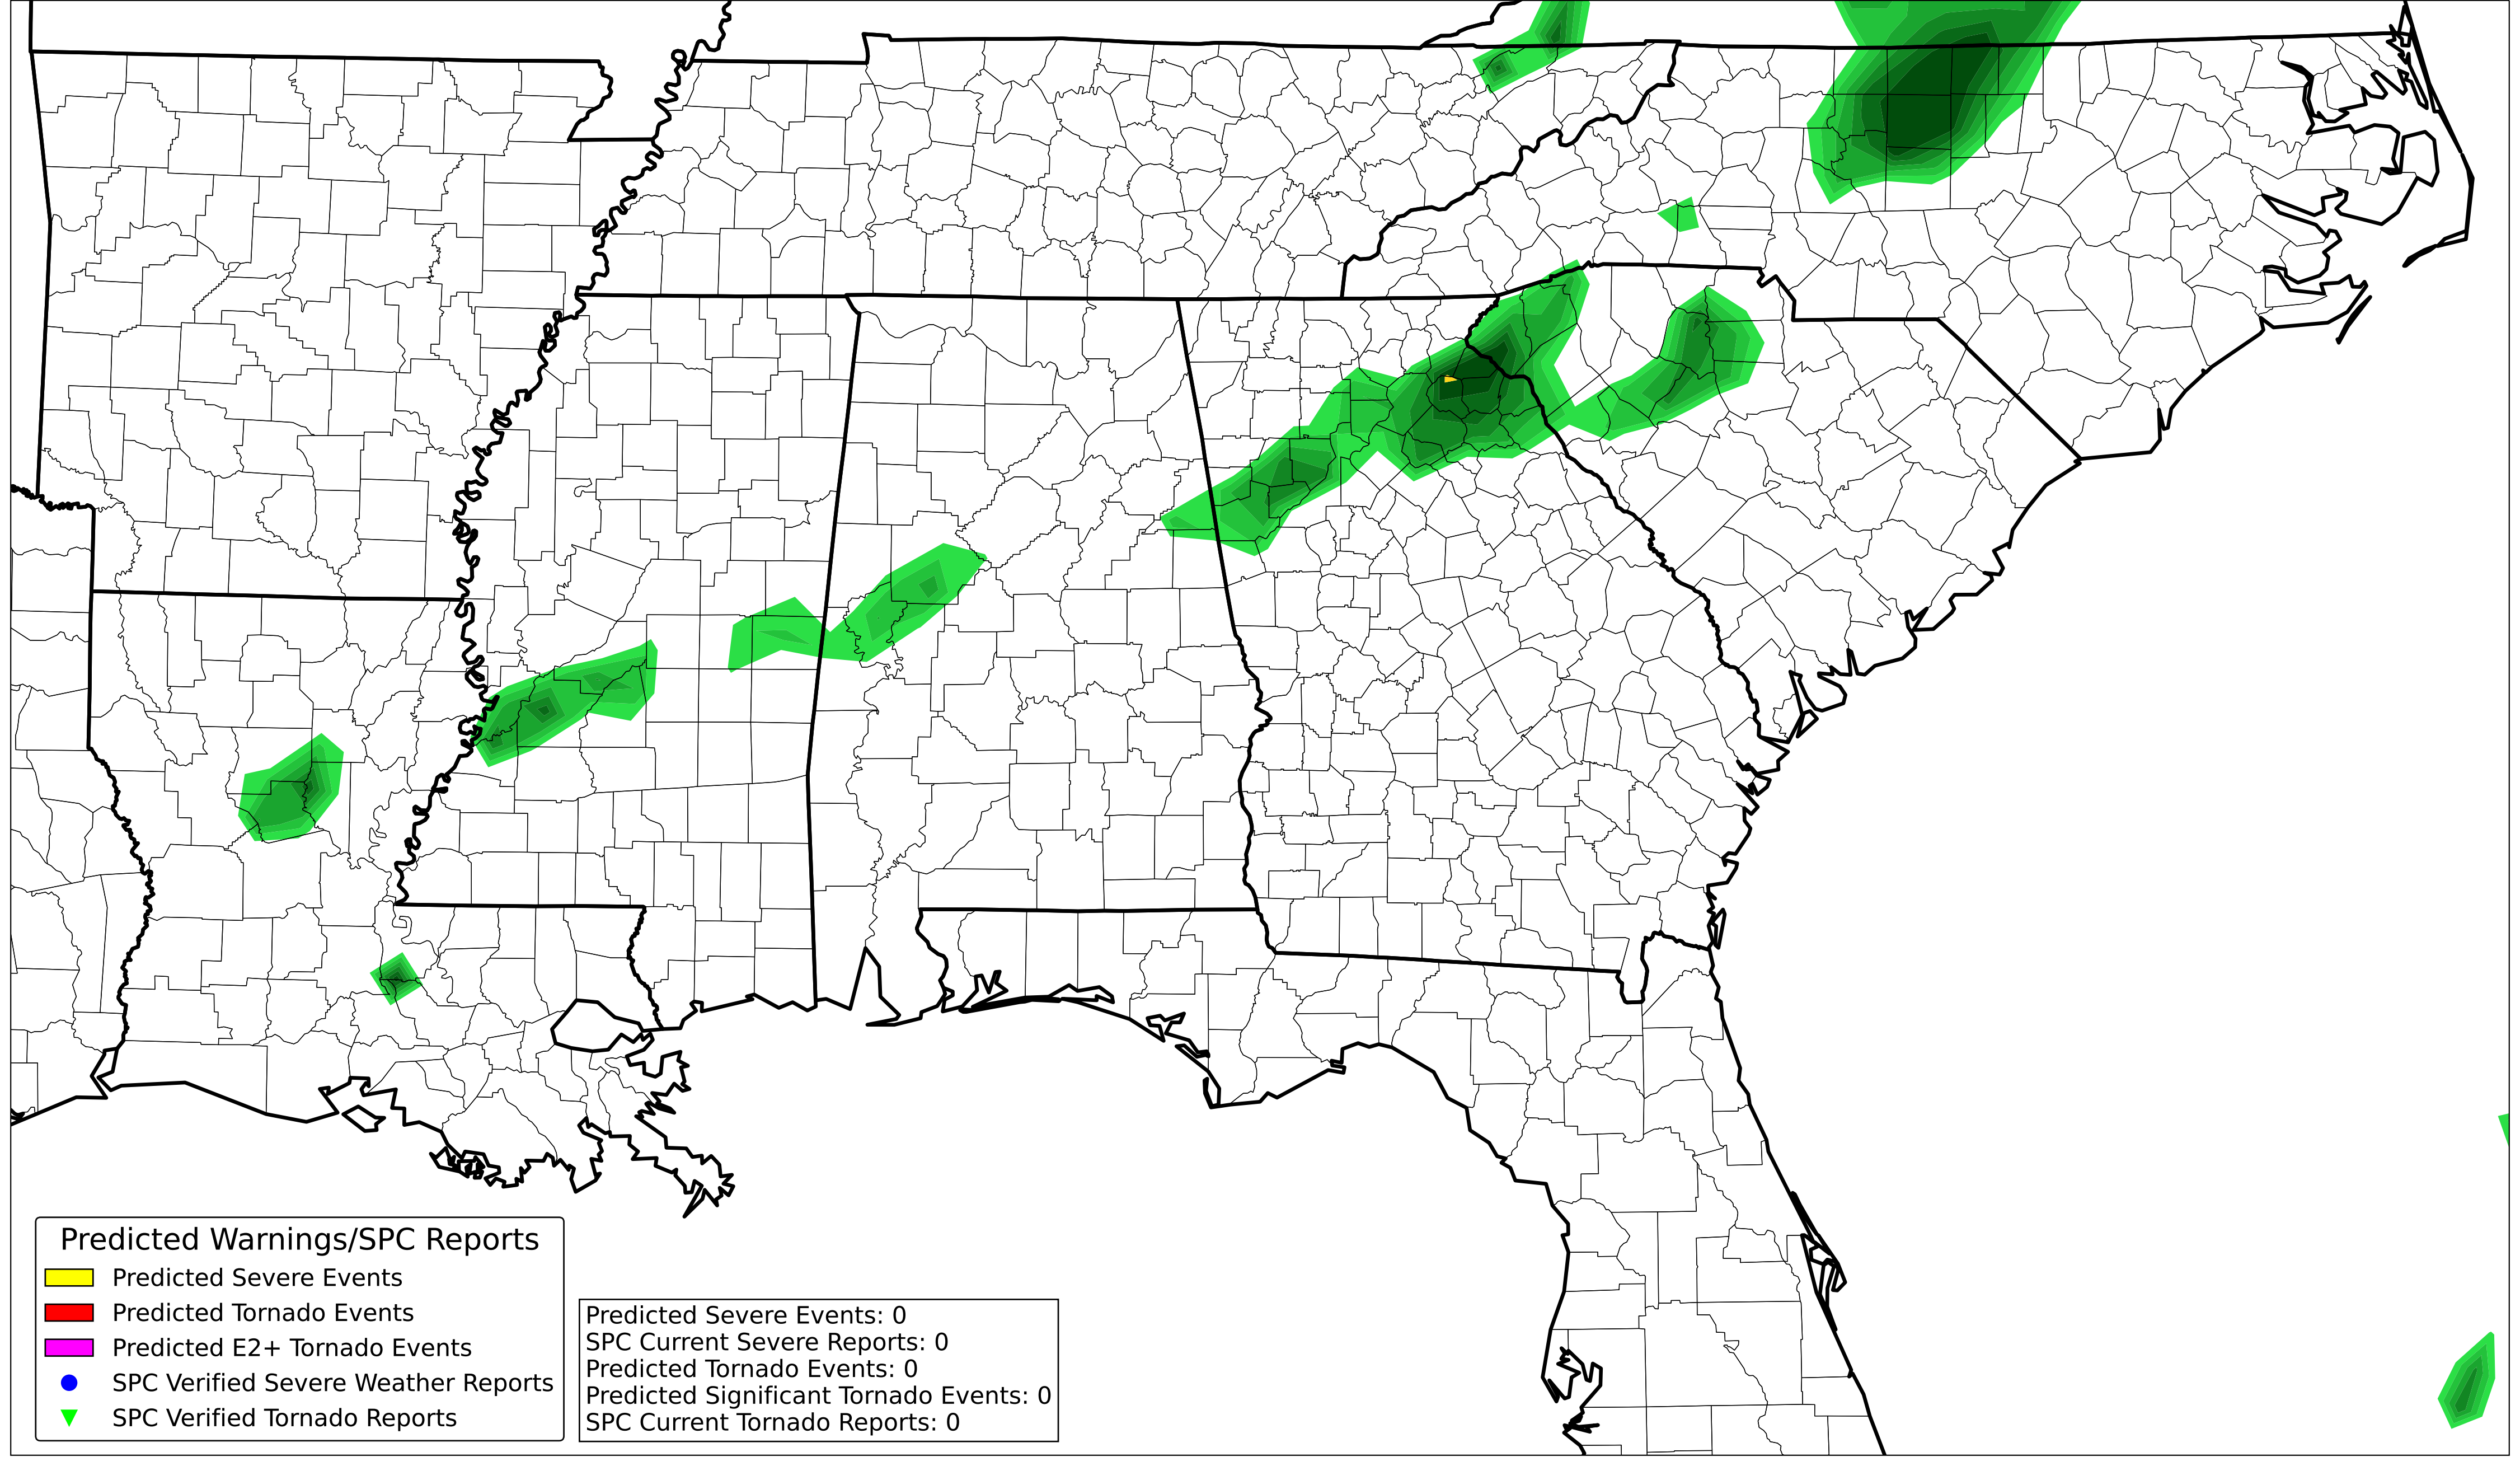 Predicted Warnings/SPC Reports
Predicted Severe Events
Predicted Tornado Events
Predicted E2+ Tornado Events
SPC Verified Severe Weather Reports
SPC Verified Tornado Reports
Predicted Severe Events: 0
SPC Current Severe Reports: 0
Predicted Tornado Events: 0
Predicted Significant Tornado Events: 0
SPC Current Tornado Reports: 0